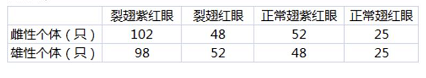 裂翅紫红眼 裂翅红眼 正常翅紫红眼 正常翅红眼
雌性个体（只） 102 48 52 25
雄性个体（只） 98 52 48 25